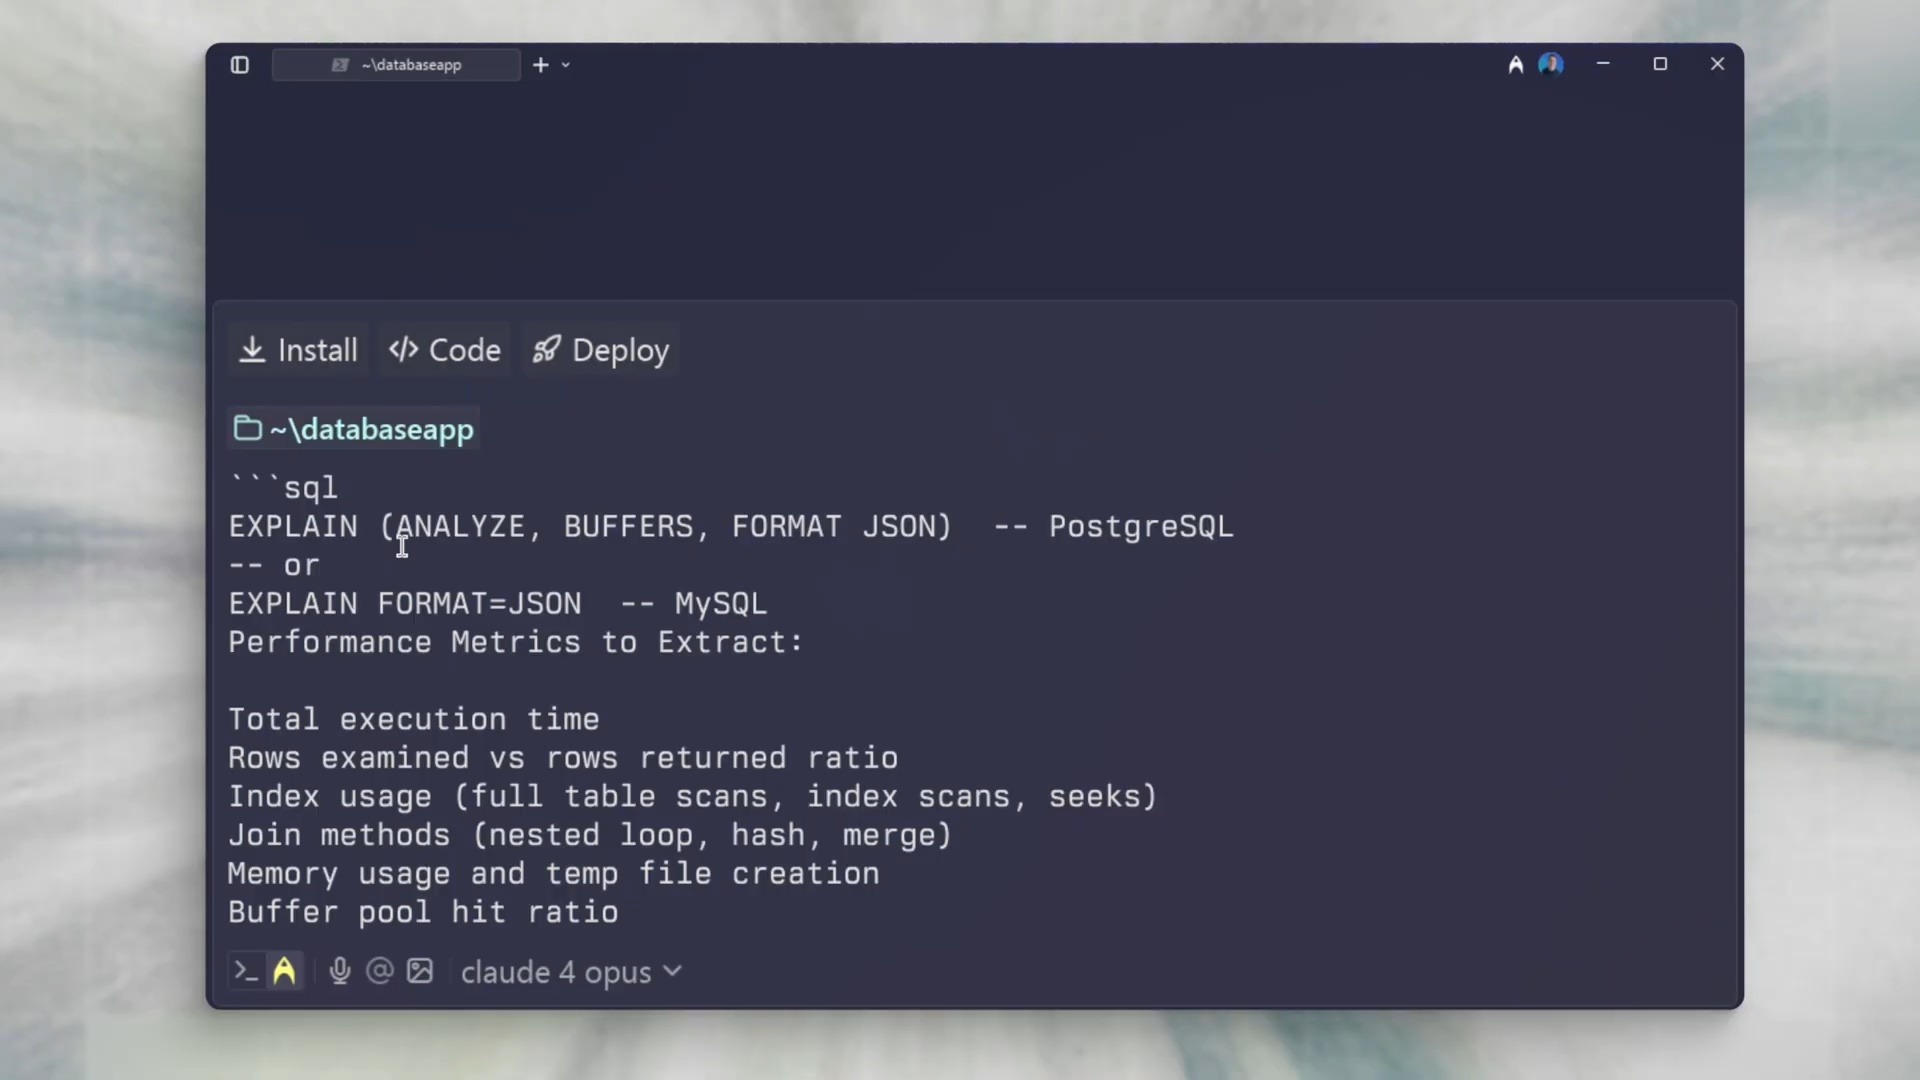 ~\databaseapp
Install
Code
Deploy
~\databaseapp
```sql
EXPLAIN (ANALYZE, BUFFERS, FORMAT JSON)  -- PostgreSQL
-- or
EXPLAIN FORMAT=JSON  -- MySQL
Performance Metrics to Extract:
Total execution time
Rows examined vs rows returned ratio
Index usage (full table scans, index scans, seeks)
Join methods (nested loop, hash, merge)
Memory usage and temp file creation
Buffer pool hit ratio
claude 4 opus